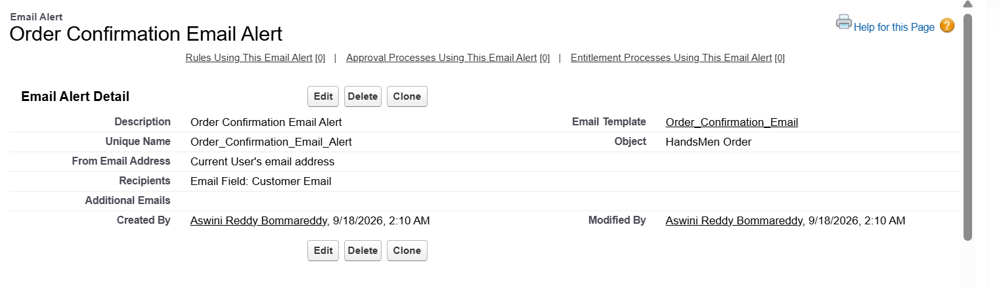 Email Alert
Order Confirmation Email Alert
Help for this Page ?
Rules Using This Email Alert [0] | Approval Processes Using This Email Alert [0] | Entitlement Processes Using This Email Alert [0]
Email Alert Detail Edit Delete Clone
Description Order Confirmation Email Alert Email Template Order_Confirmation_Email
Unique Name Order_Confirmation_Email_Alert Object HandsMen Order
From Email Address Current User's email address
Recipients Email Field: Customer Email
Additional Emails
Created By Aswini Reddy Bommareddy, 9/18/2026, 2:10 AM Modified By Aswini Reddy Bommareddy, 9/18/2026, 2:10 AM
Edit Delete Clone